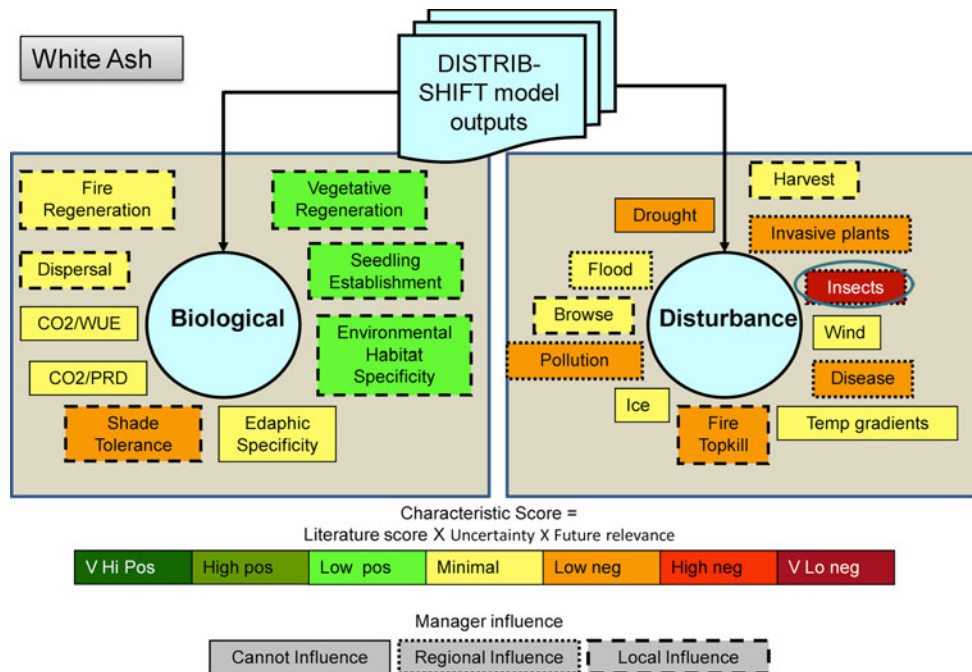 White Ash
DISTRIB-
SHIFT model
outputs
Fire
Regeneration
Vegetative
Regeneration
Dispersal
Seedling
Establishment
CO2/WUE
Biological
Environmental
Habitat
Specificity
CO2/PRD
Shade
Tolerance
Edaphic
Specificity
Harvest
Drought
Invasive plants
Flood
Insects
Browse
Disturbance
Wind
Pollution
Disease
Ice
Fire
Topkill
Temp gradients
Characteristic Score =
Literature score X Uncertainty X Future relevance
V Hi Pos
High pos
Low pos
Minimal
Low neg
High neg
V Lo neg
Manager influence
Cannot Influence
Regional Influence
Local Influence